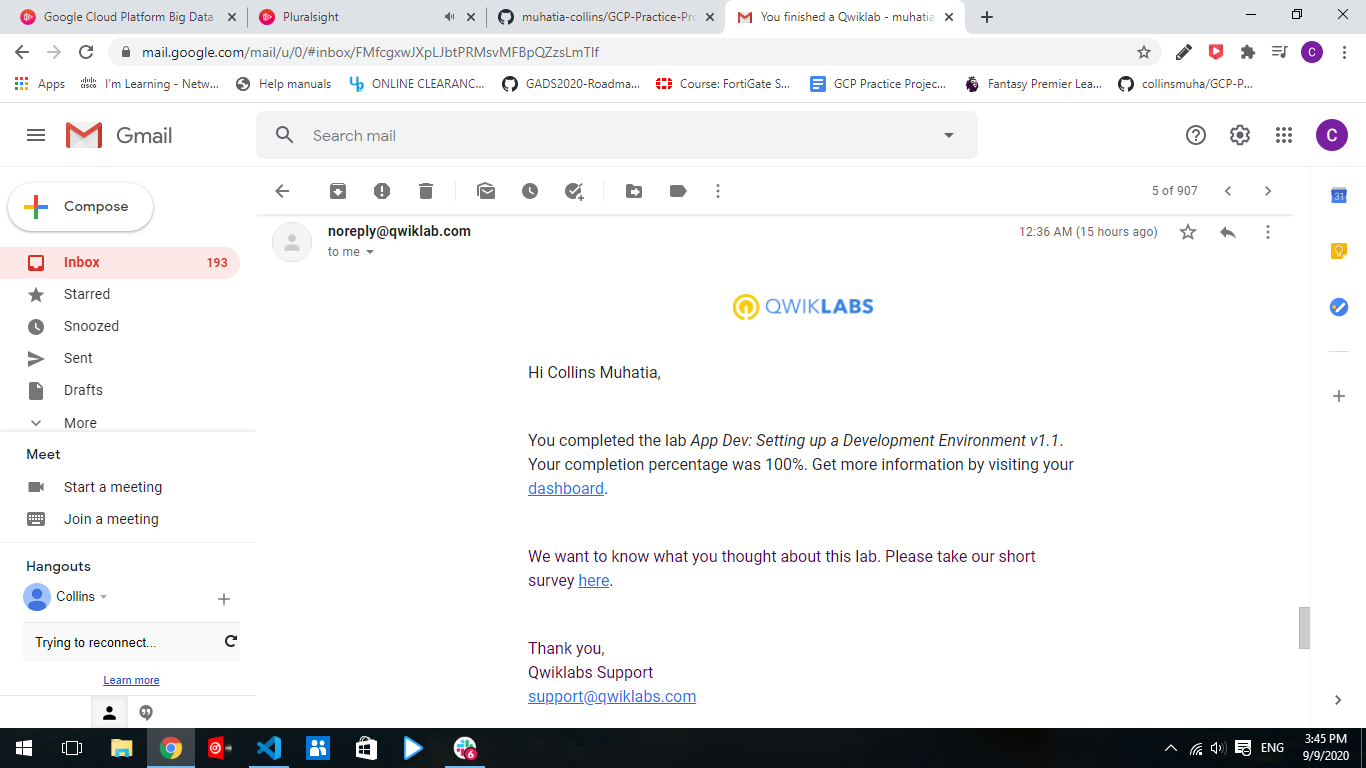 Google Cloud Platform Big Data a
Pluralsight
muhatia-collins/GCP-Practice-Pro
You finished a Qwiklab - muhatia
mail.google.com/mail/u/0/#inbox/FMfcgxwJXpLJbtPRMsvMFBpQZzsLmTlf
C
Apps
I'm Learning - Netw...
Help manuals
ONLINE CLEARANC...
GADS2020-Roadma...
Course: FortiGate S...
GCP Practice Projec...
Fantasy Premier Lea...
collinsmuha/GCP-P...
Gmail
Search mail
C
Compose
5 of 907
31
noreply@qwiklab.com
12:36 AM (15 hours ago)
to me
Inbox 193
Starred
Snoozed
Sent
Drafts
More
QWIKLABS
Hi Collins Muhatia,
You completed the lab App Dev: Setting up a Development Environment v1.1.
Your completion percentage was 100%. Get more information by visiting your
dashboard.
We want to know what you thought about this lab. Please take our short
survey here.
Thank you,
Qwiklabs Support
support@qwiklabs.com
Meet
Start a meeting
Join a meeting
Hangouts
Collins
Trying to reconnect...
Learn more
6
ENG
3:45 PM
9/9/2020